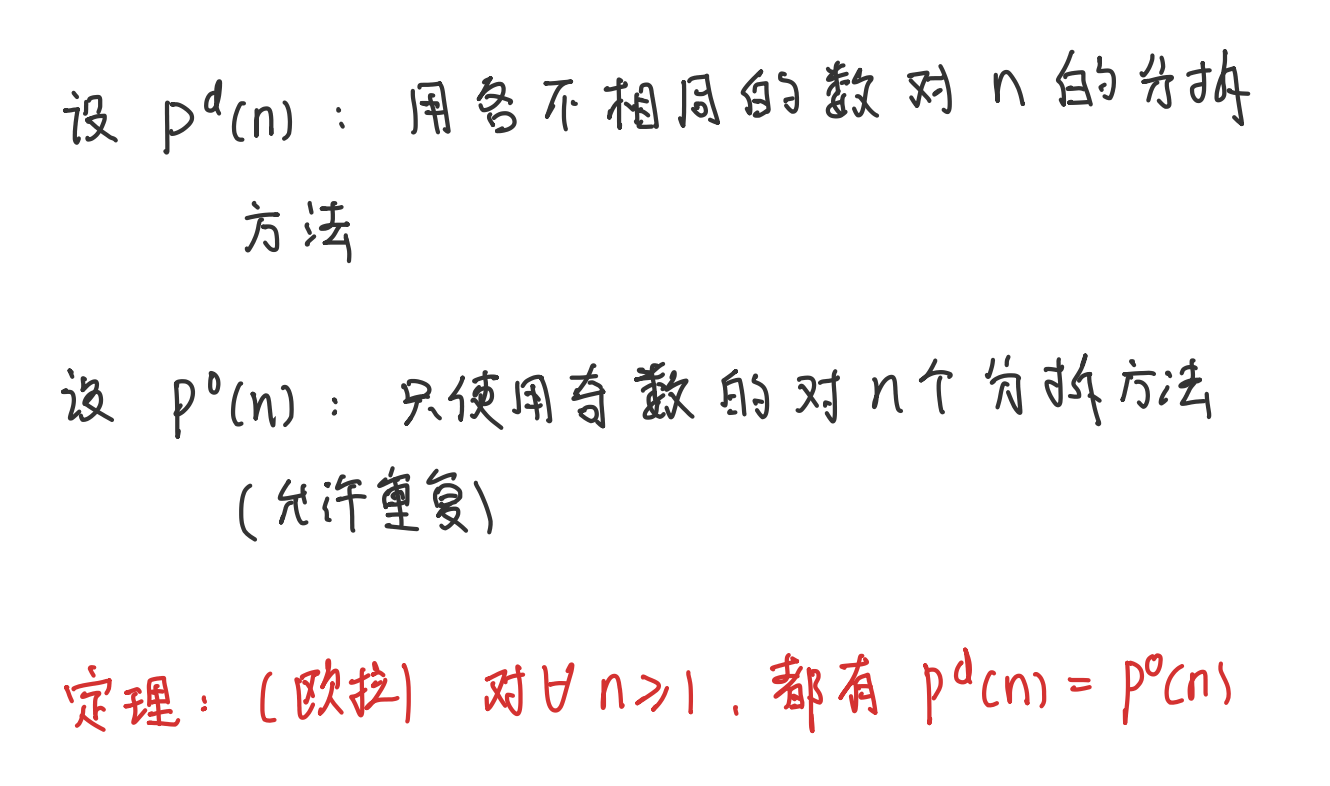 设 p^d(n) : 用各不相同的数对 n 的分拆
方法
设 p^o(n) : 只使用奇数的对 n 个分拆方法
(允许重复)
定理: (欧拉) 对 ∀ n⩾1 , 都有 p^d(n) = p^o(n)